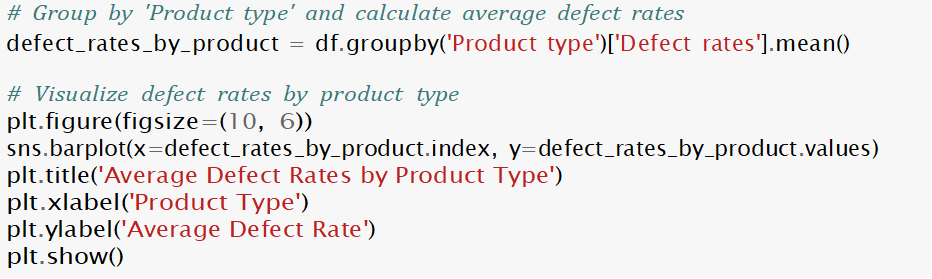 # Group by 'Product type' and calculate average defect rates
defect_rates_by_product = df.groupby('Product type')['Defect rates'].mean()
# Visualize defect rates by product type
plt.figure(figsize=(10, 6))
sns.barplot(x=defect_rates_by_product.index, y=defect_rates_by_product.values)
plt.title('Average Defect Rates by Product Type')
plt.xlabel('Product Type')
plt.ylabel('Average Defect Rate')
plt.show()